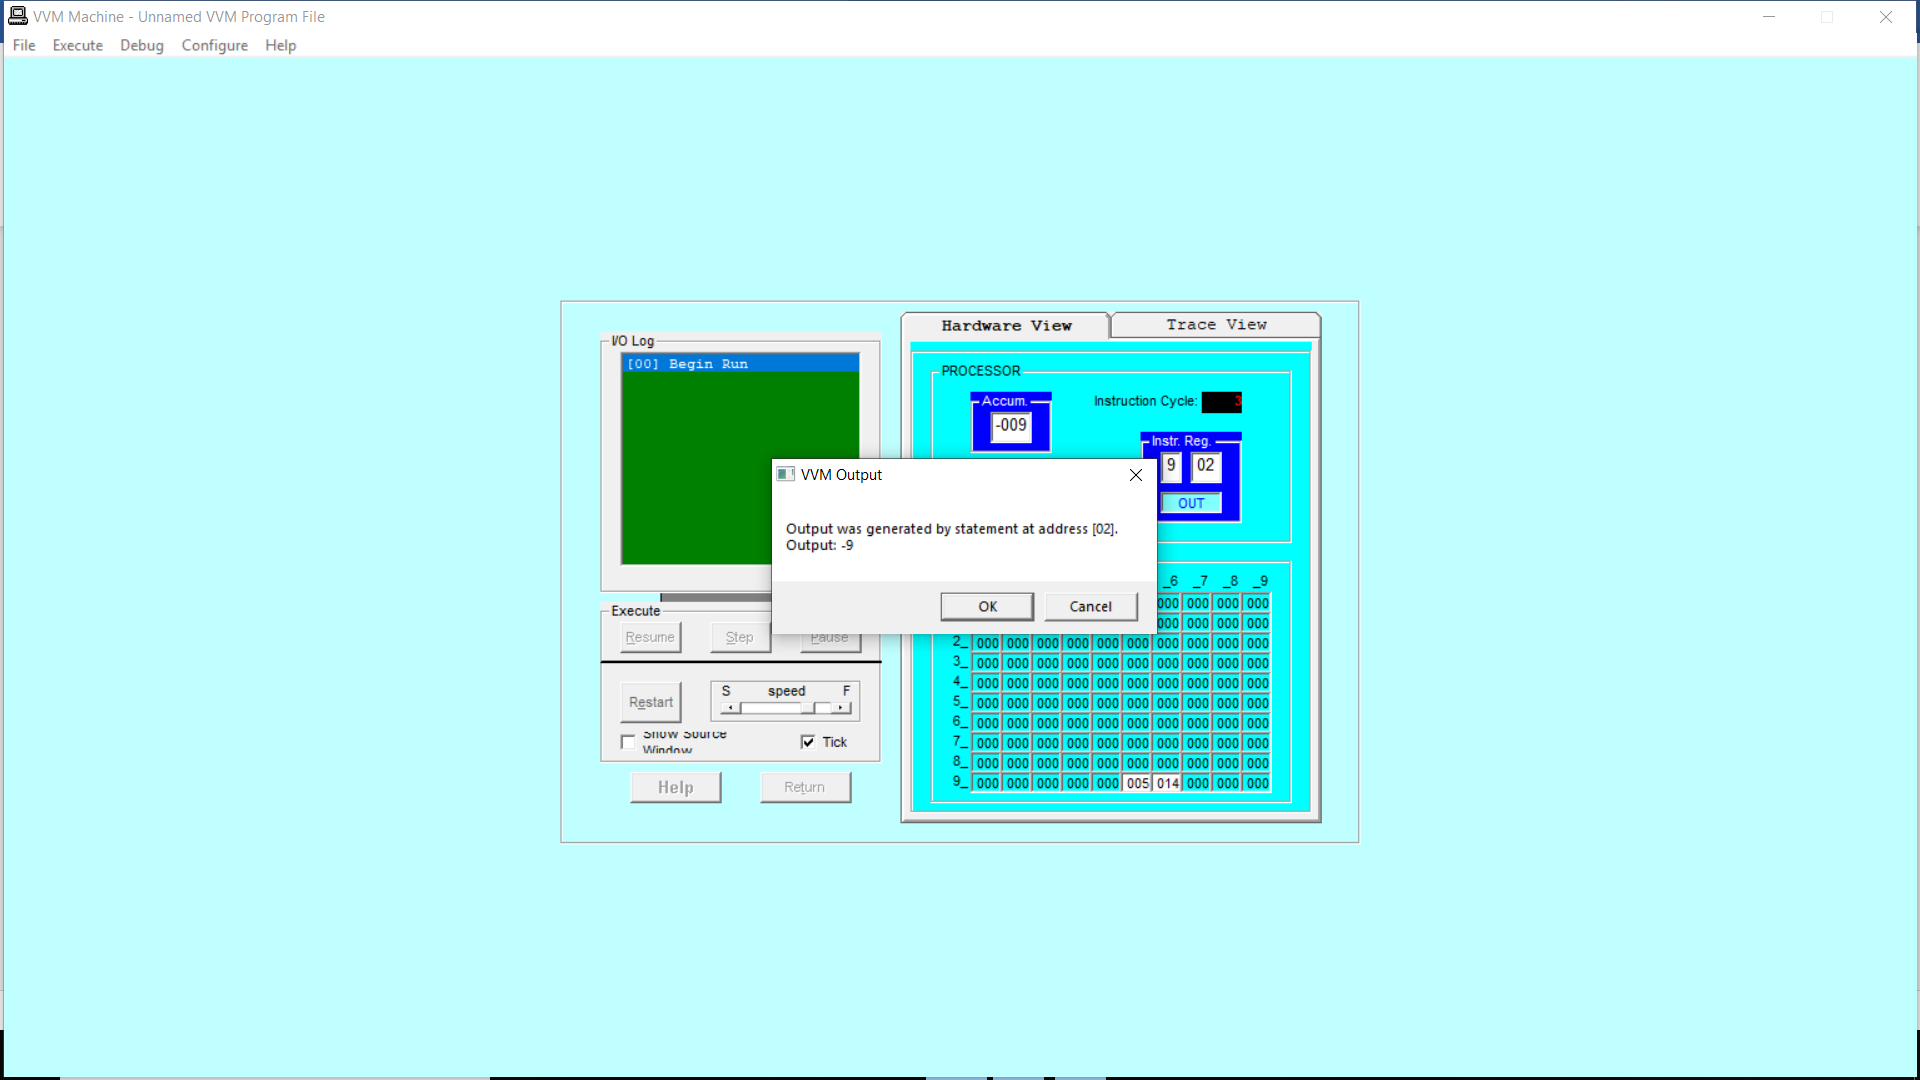 VVM Machine - Unnamed VVM Program File
File Execute Debug Configure Help
I/O Log
[00] Begin Run
Hardware View
Trace View
PROCESSOR
Accum.
-009
Instruction Cycle: 3
Instr. Reg.
9 02
OUT
VVM Output
Output was generated by statement at address [02].
Output: -9
OK Cancel
Execute
Resume Step Pause
Restart
S speed F
Show Source
Window
Tick
Help Return
_6 _7 _8 _9
000 000 000 000
000 000 000 000
2_ 000 000 000 000 000 000 000 000 000 000
3_ 000 000 000 000 000 000 000 000 000 000
4_ 000 000 000 000 000 000 000 000 000 000
5_ 000 000 000 000 000 000 000 000 000 000
6_ 000 000 000 000 000 000 000 000 000 000
7_ 000 000 000 000 000 000 000 000 000 000
8_ 000 000 000 000 000 000 000 000 000 000
9_ 000 000 000 000 000 005 014 000 000 000